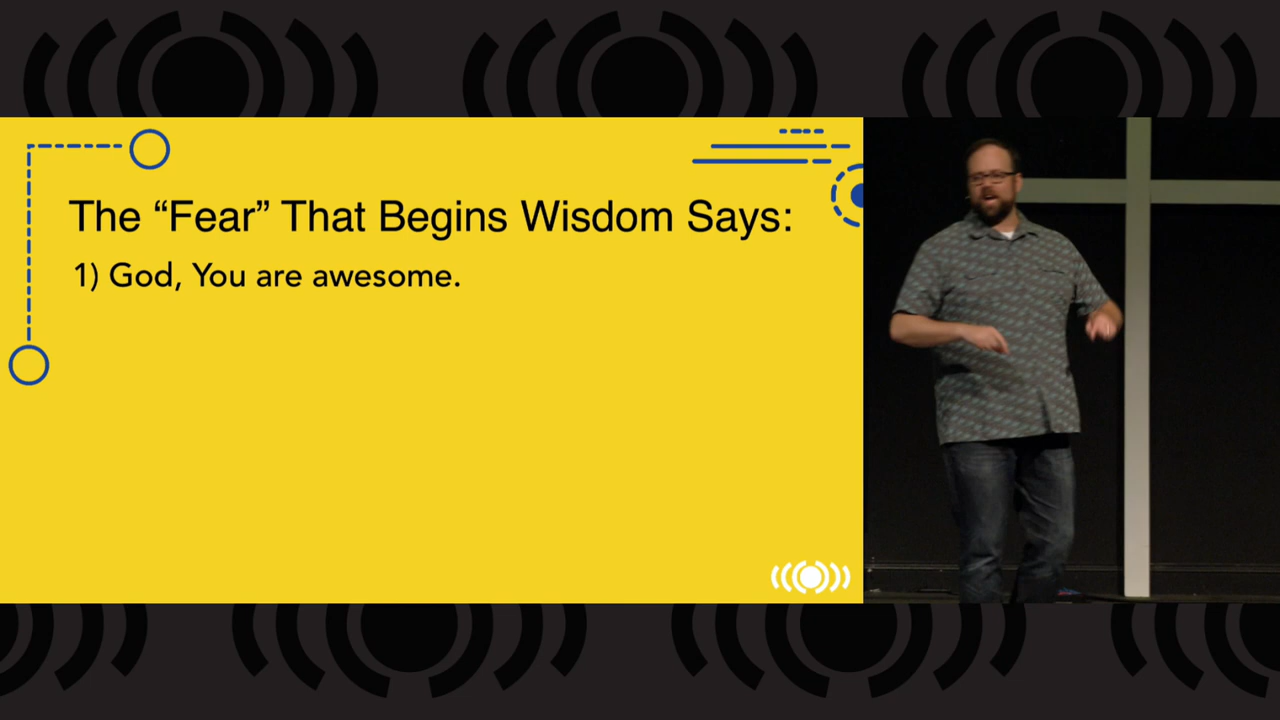 The “Fear” That Begins Wisdom Says:
1) God, You are awesome.